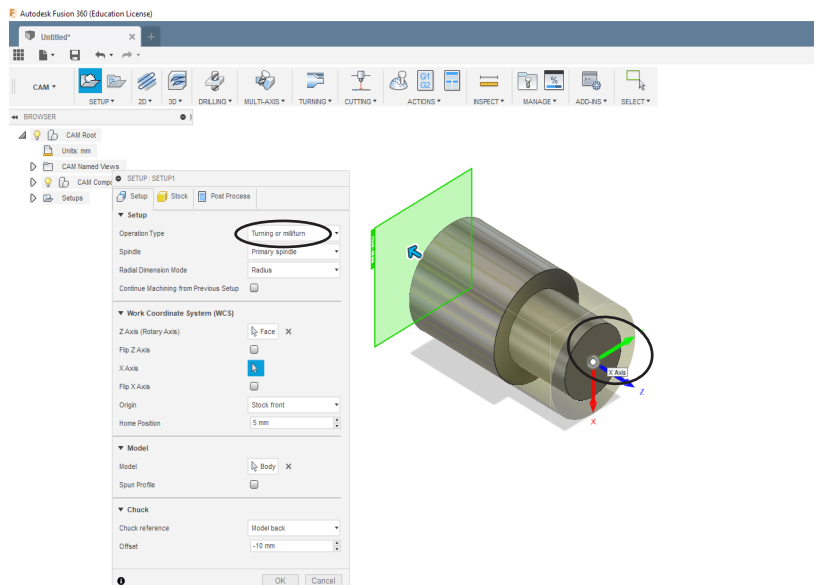 Autodesk Fusion 360 (Education License)
Untitled* × +
CAM
SETUP 2D 3D DRILLING MULTI-AXIS TURNING CUTTING ACTIONS INSPECT MANAGE ADD-INS SELECT
G1
G2
%
BROWSER
CAM Root
Units: mm
CAM Named Views
CAM Compo
Setups
SETUP: SETUP1
Setup Stock Post Process
Setup
Operation Type Turning or mill/turn
Spindle Primary spindle
Radial Dimension Mode Radius
Continue Machining from Previous Setup
Work Coordinate System (WCS)
Z Axis (Rotary Axis) Face ×
Flip Z Axis
X Axis
Flip X Axis
Origin Stock front
Home Position 5 mm
Model
Model Body ×
Spun Profile
Chuck
Chuck reference Model back
Offset -10 mm
OK Cancel
X Axis
Z
X